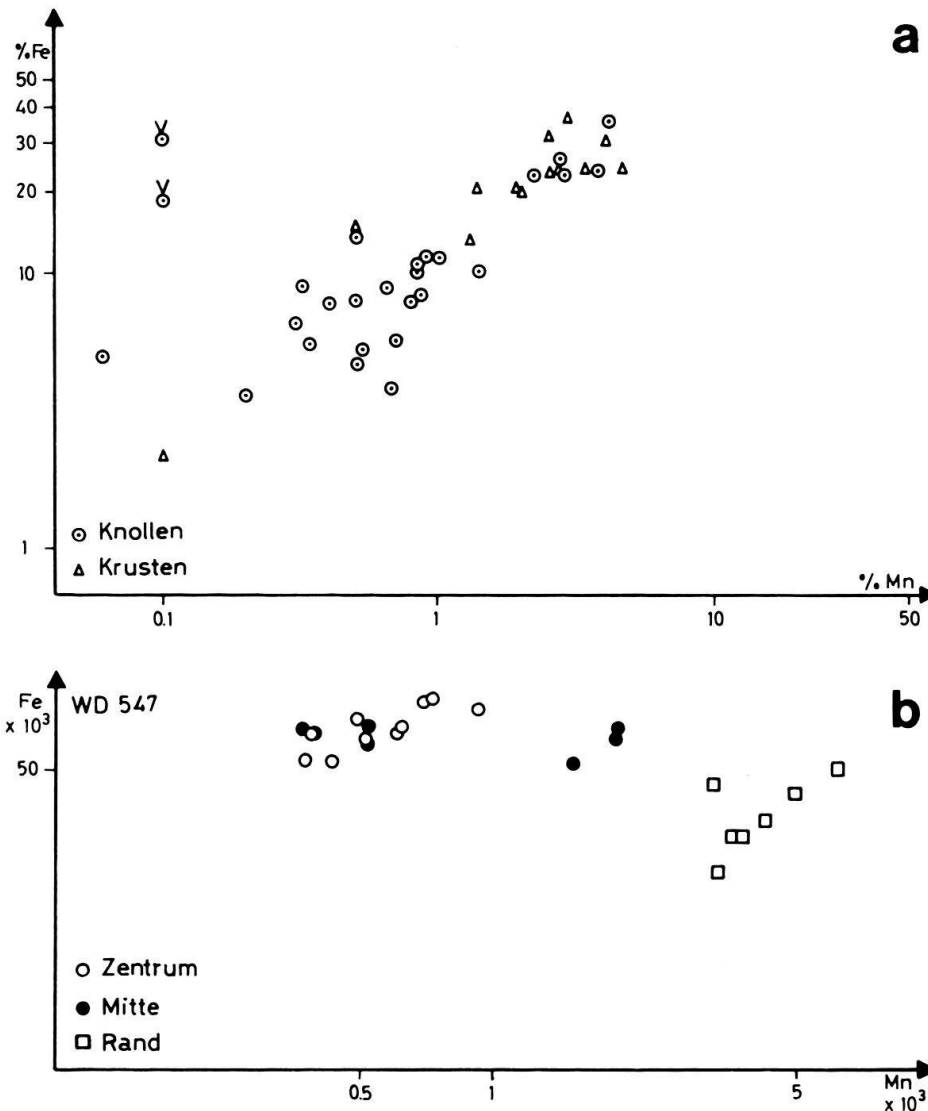 a
% Fe
50
40
30
20
10
1
V
V
Knollen
Krusten
% Mn
0.1 1 10 50
b
Fe
x 10³
WD 547
50
Zentrum
Mitte
Rand
0.5 1 5 Mn
x 10³